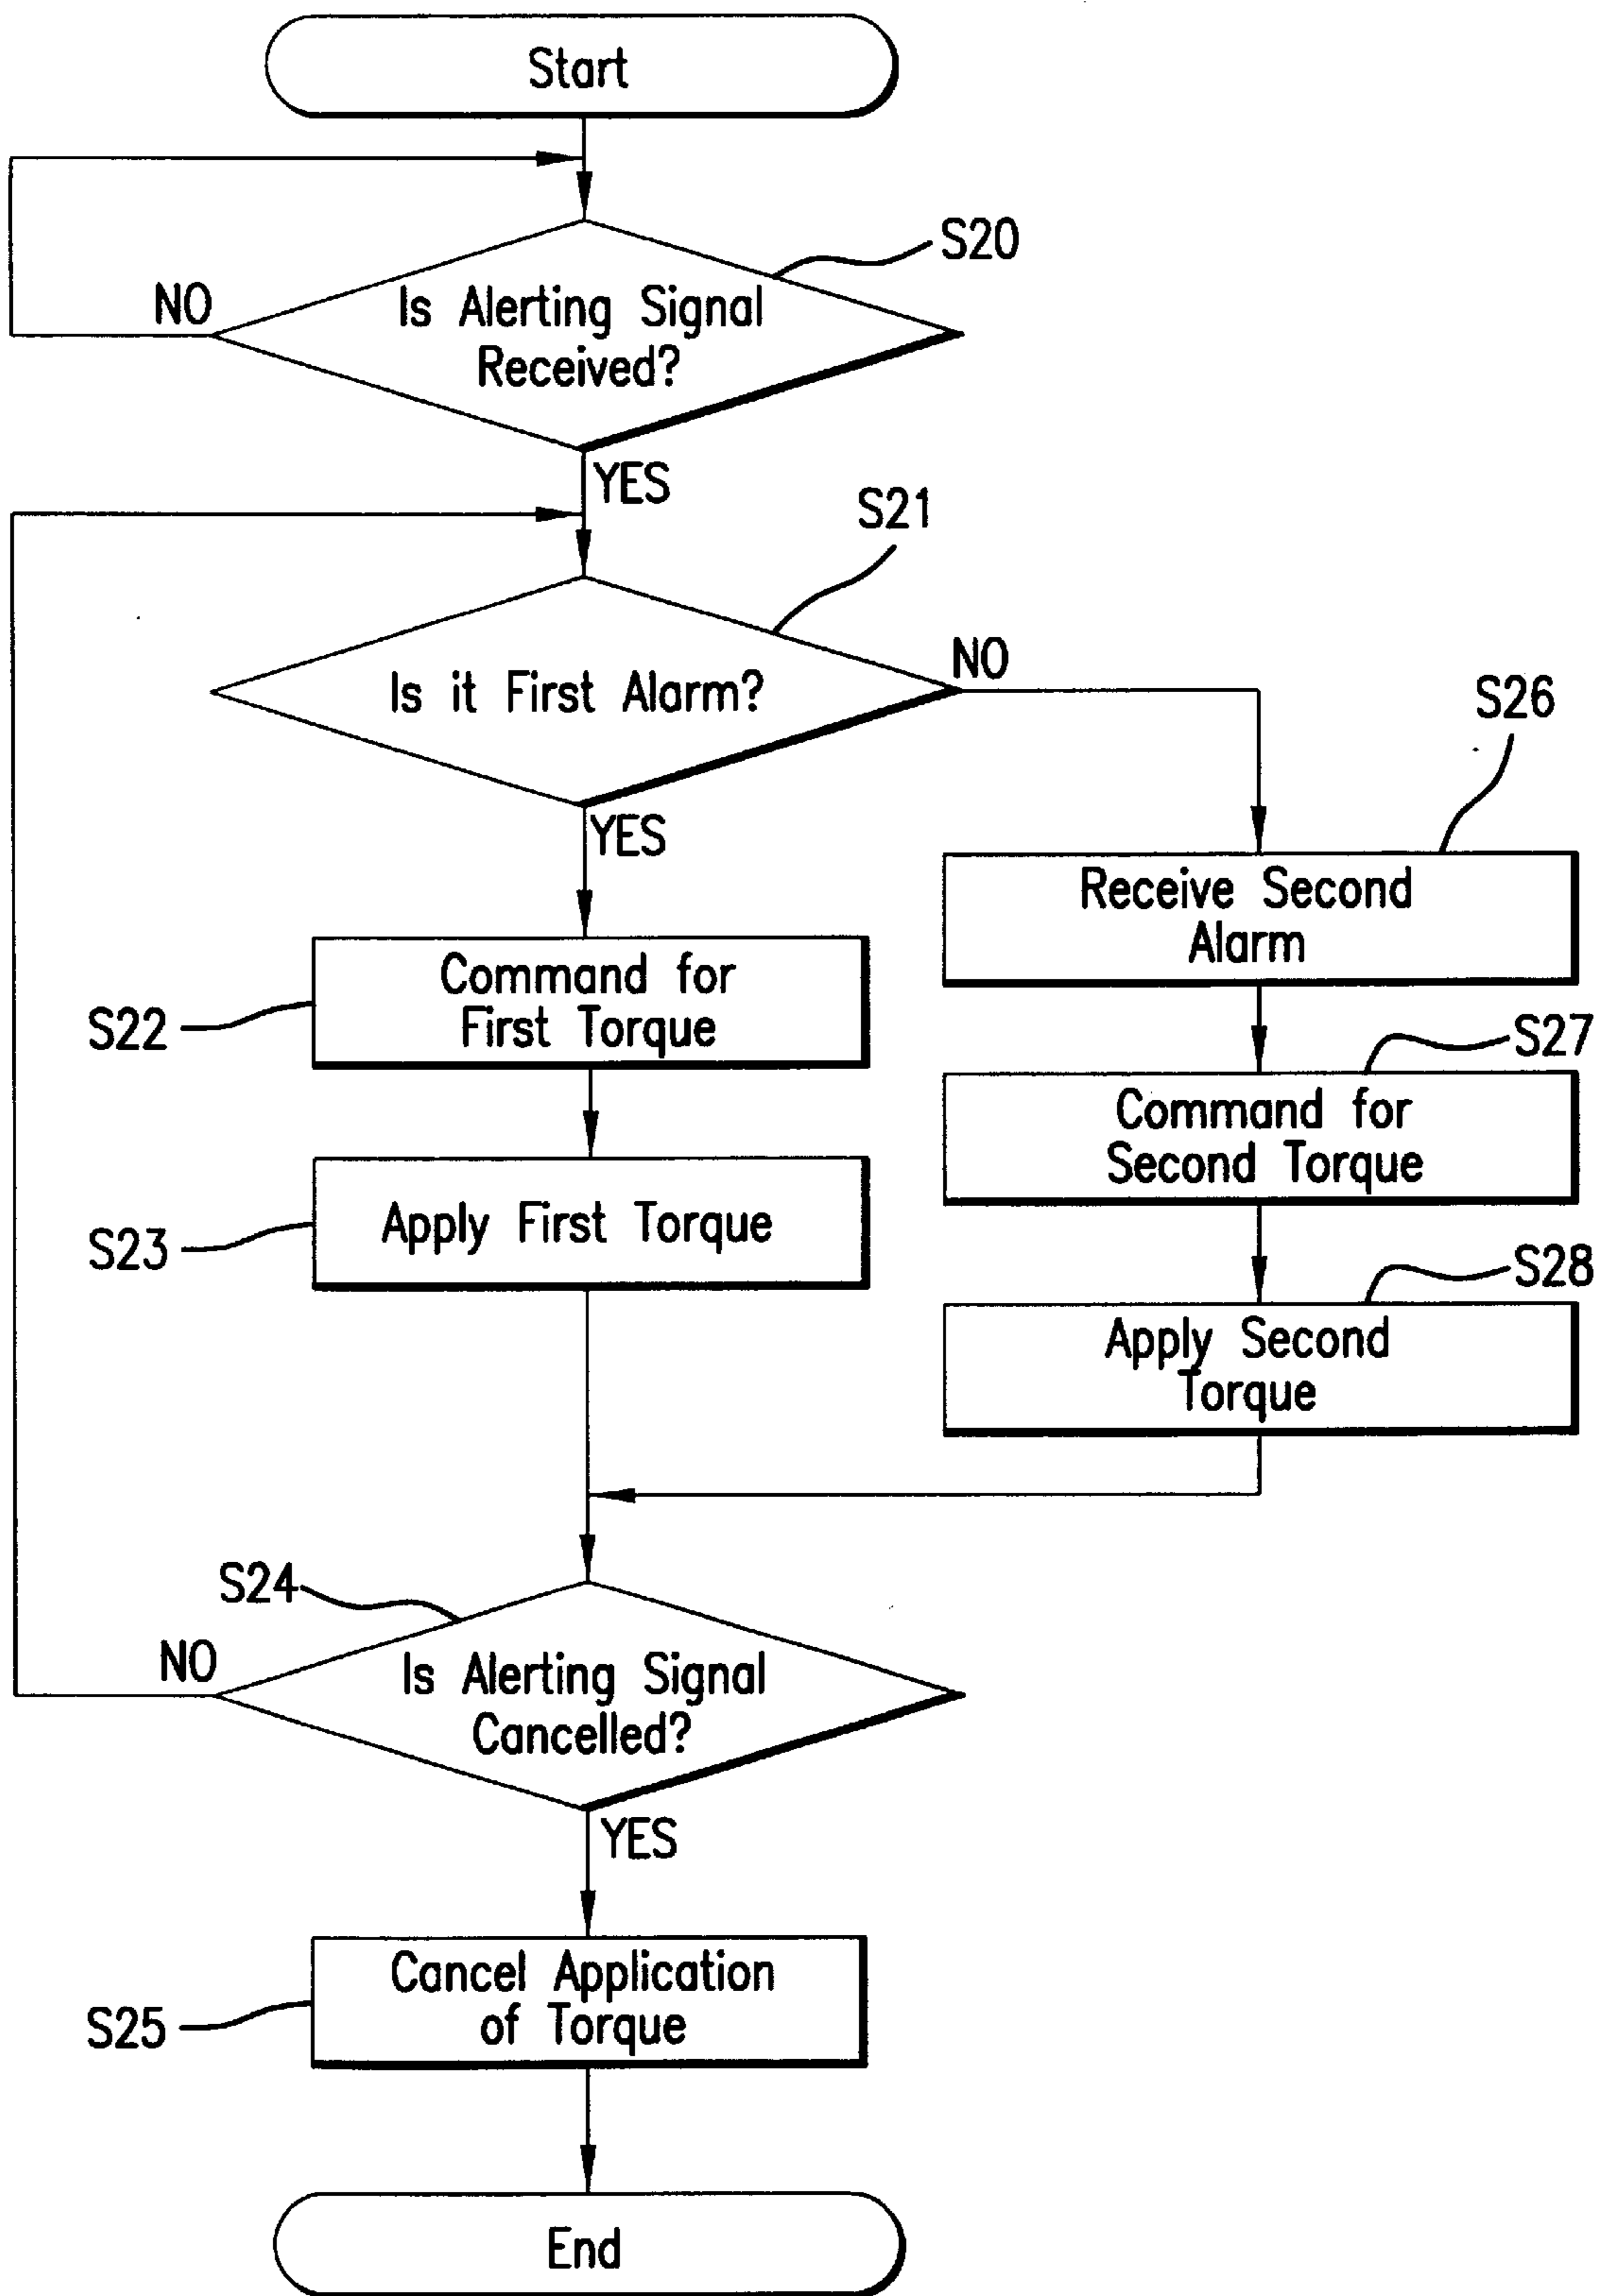 Start
S20
NO
Is Alerting Signal
Received?
YES
S21
Is it First Alarm?
NO
S26
YES
Receive Second
Alarm
Command for
First Torque
S22
S27
Command for
Second Torque
Apply First Torque
S23
S28
Apply Second
Torque
S24
NO
Is Alerting Signal
Cancelled?
YES
Cancel Application
of Torque
S25
End